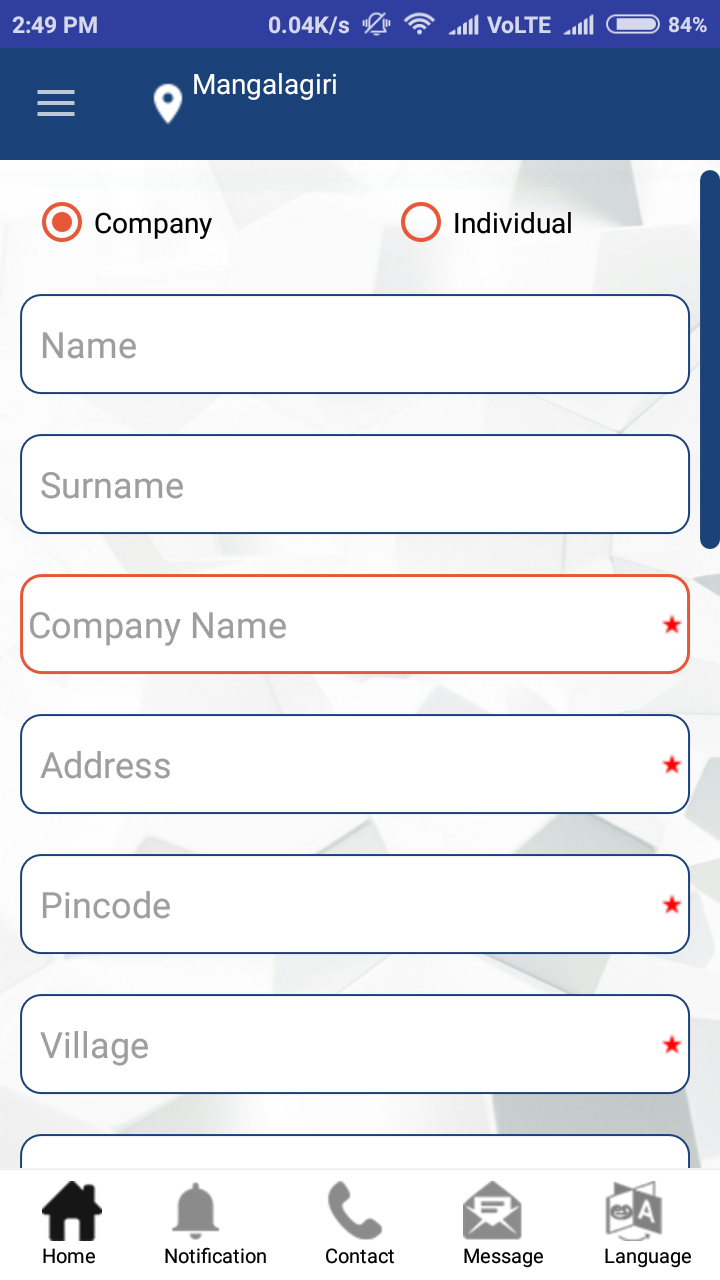 2:49 PM 0.04K/s VoLTE 84%
Mangalagiri
Company Individual
Name
Surname
Company Name
Address
Pincode
Village
Home Notification Contact Message Language